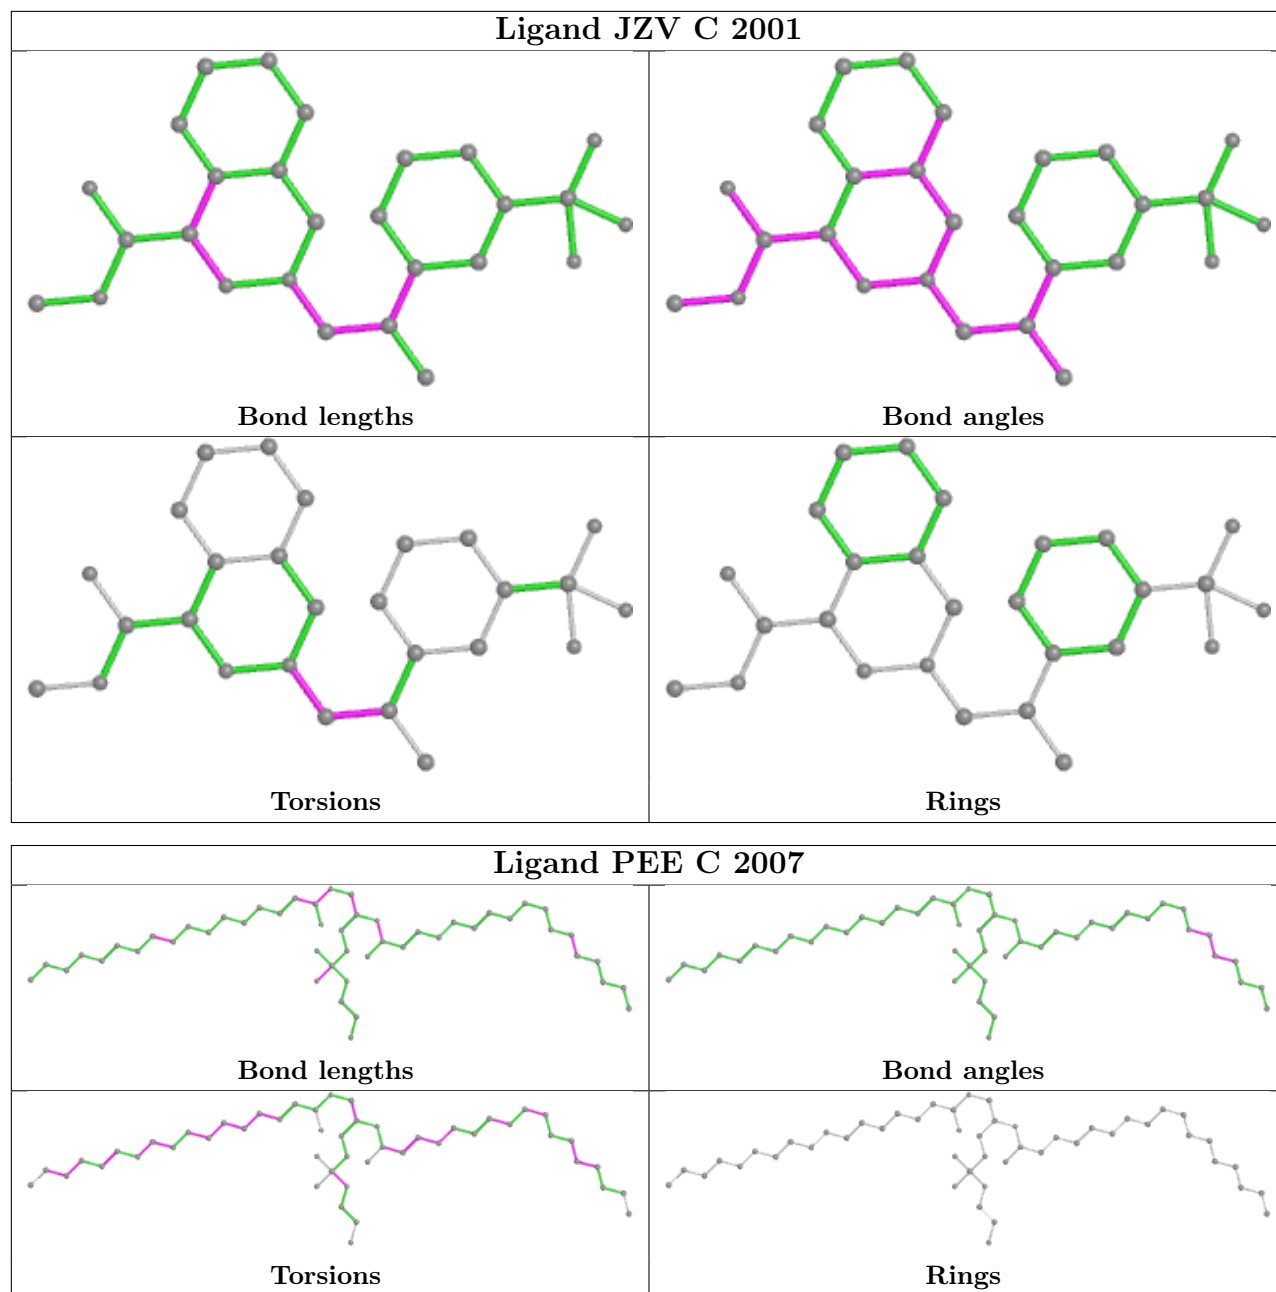 Ligand JZV C 2001
Bond lengths
Bond angles
Torsions
Rings
Ligand PEE C 2007
Bond lengths
Bond angles
Torsions
Rings